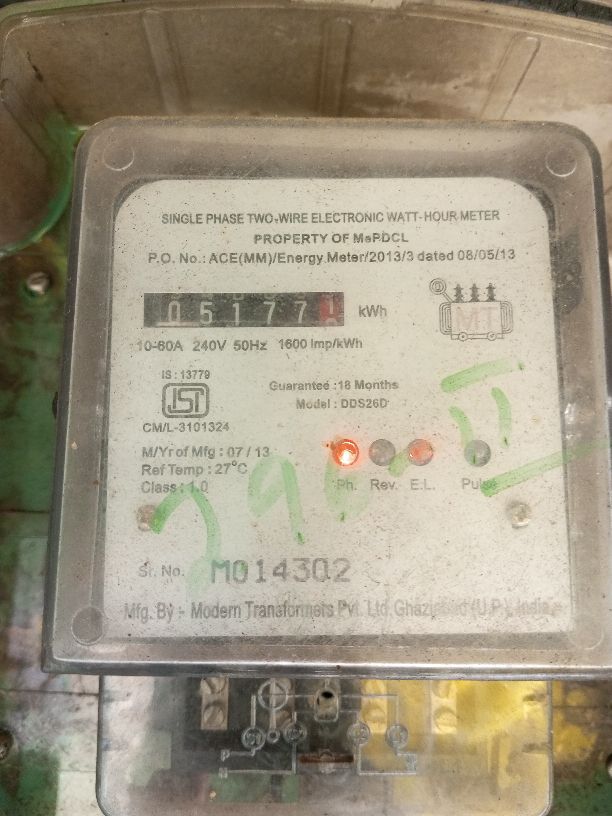 SINGLE PHASE TWO-WIRE ELECTRONIC WATT-HOUR METER
PROPERTY OF MePDCL
P.O. No.: ACE(MM)/Energy Meter/2013/3 dated 08/05/13
05177 kWh
MT
10-60A 240V 50Hz 1600 Imp/kWh
IS : 13779
ISI
CM/L-3101324
Guarantee : 18 Months
Model : DDS26D
M/Yr of Mfg : 07 / 13
Ref Temp : 27°C
Class : 1.0
Ph. Rev. E.L. Pulse
Sr. No. M014302
Mfg. By - Modern Transformers Pvt. Ltd. Ghaziabad (U.P.), India.